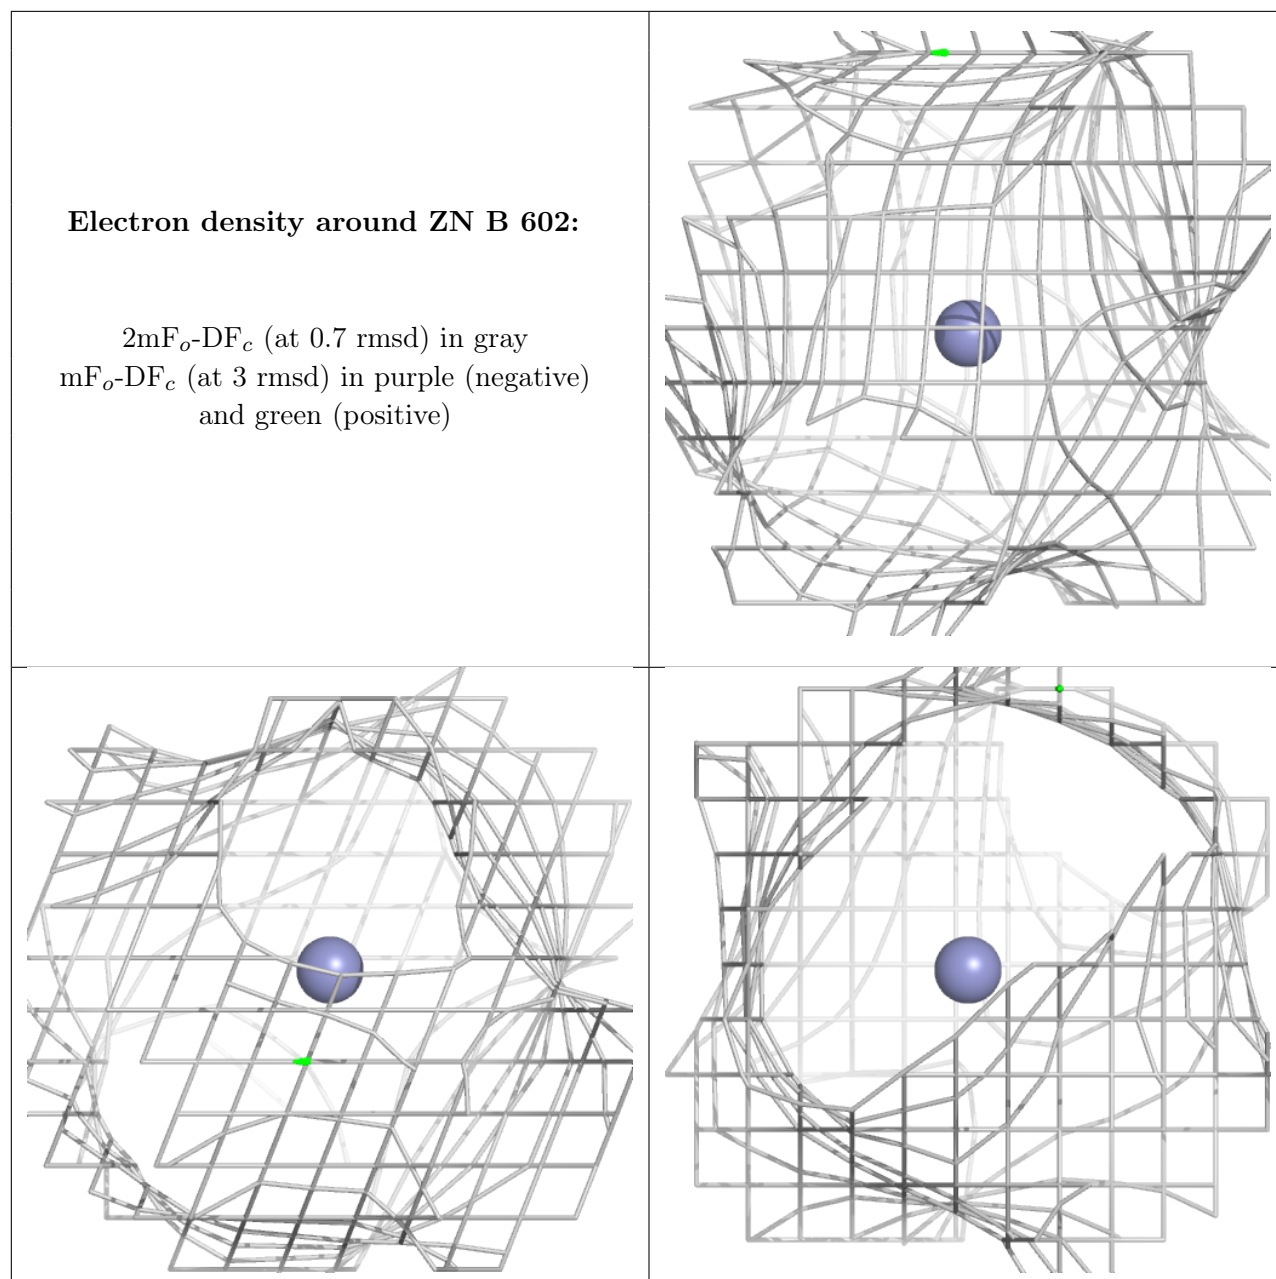 Electron density around ZN B 602:
2mFo-DFc (at 0.7 rmsd) in gray
mFo-DFc (at 3 rmsd) in purple (negative)
and green (positive)